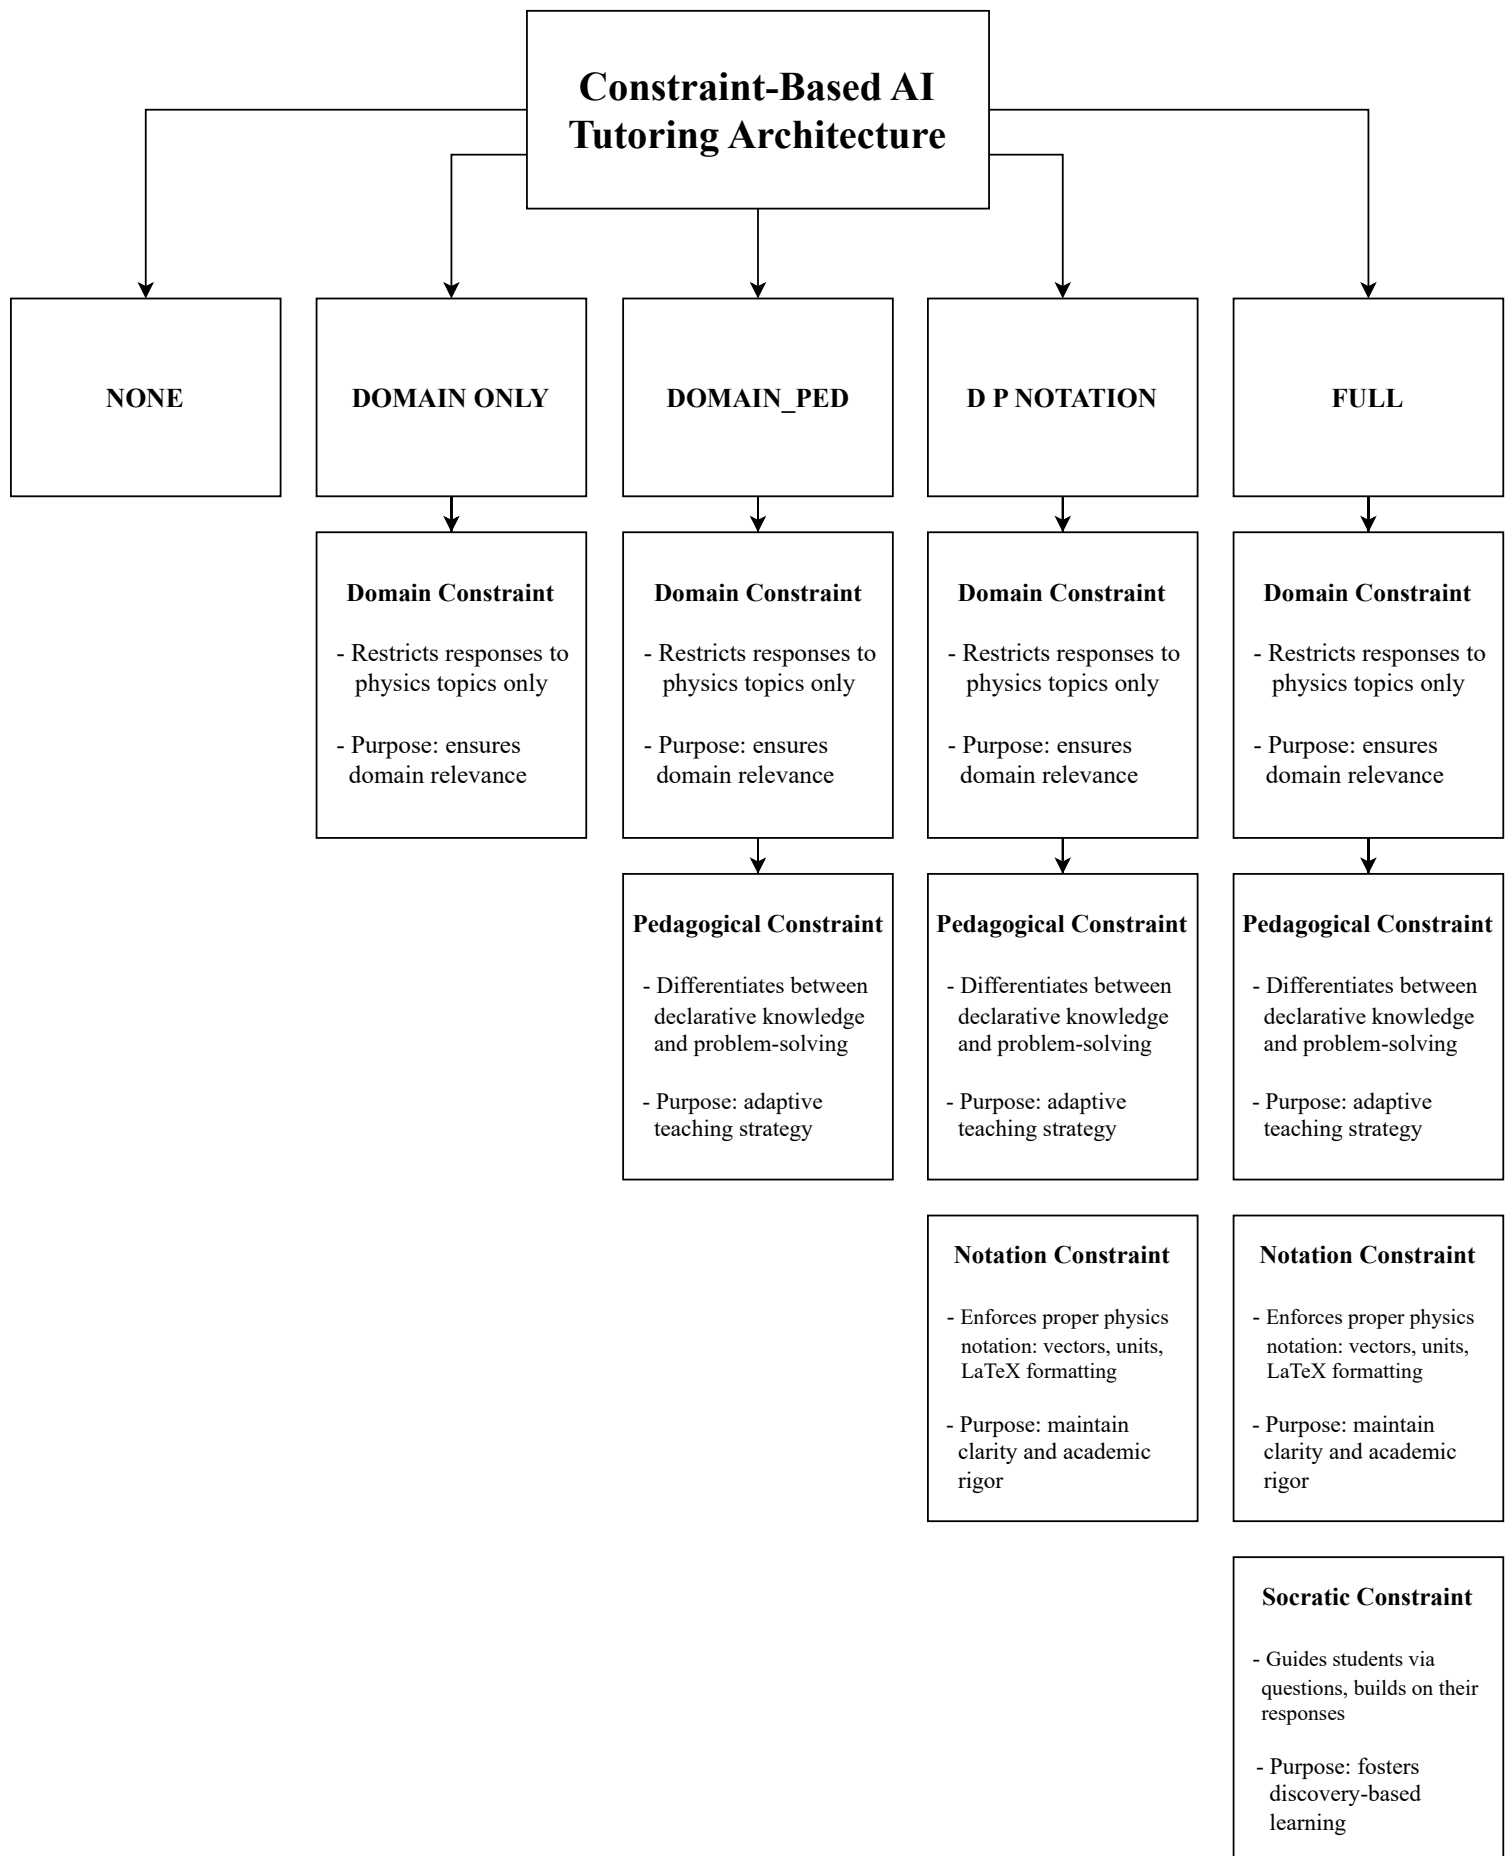 Constraint-Based AI
Tutoring Architecture
NONE
DOMAIN ONLY
DOMAIN_PED
D P NOTATION
FULL
Domain Constraint
- Restricts responses to
physics topics only
- Purpose: ensures
domain relevance
Domain Constraint
- Restricts responses to
physics topics only
- Purpose: ensures
domain relevance
Domain Constraint
- Restricts responses to
physics topics only
- Purpose: ensures
domain relevance
Domain Constraint
- Restricts responses to
physics topics only
- Purpose: ensures
domain relevance
Pedagogical Constraint
- Differentiates between
declarative knowledge
and problem-solving
- Purpose: adaptive
teaching strategy
Pedagogical Constraint
- Differentiates between
declarative knowledge
and problem-solving
- Purpose: adaptive
teaching strategy
Pedagogical Constraint
- Differentiates between
declarative knowledge
and problem-solving
- Purpose: adaptive
teaching strategy
Notation Constraint
- Enforces proper physics
notation: vectors, units,
LaTeX formatting
- Purpose: maintain
clarity and academic
rigor
Notation Constraint
- Enforces proper physics
notation: vectors, units,
LaTeX formatting
- Purpose: maintain
clarity and academic
rigor
Socratic Constraint
- Guides students via
questions, builds on their
responses
- Purpose: fosters
discovery-based
learning